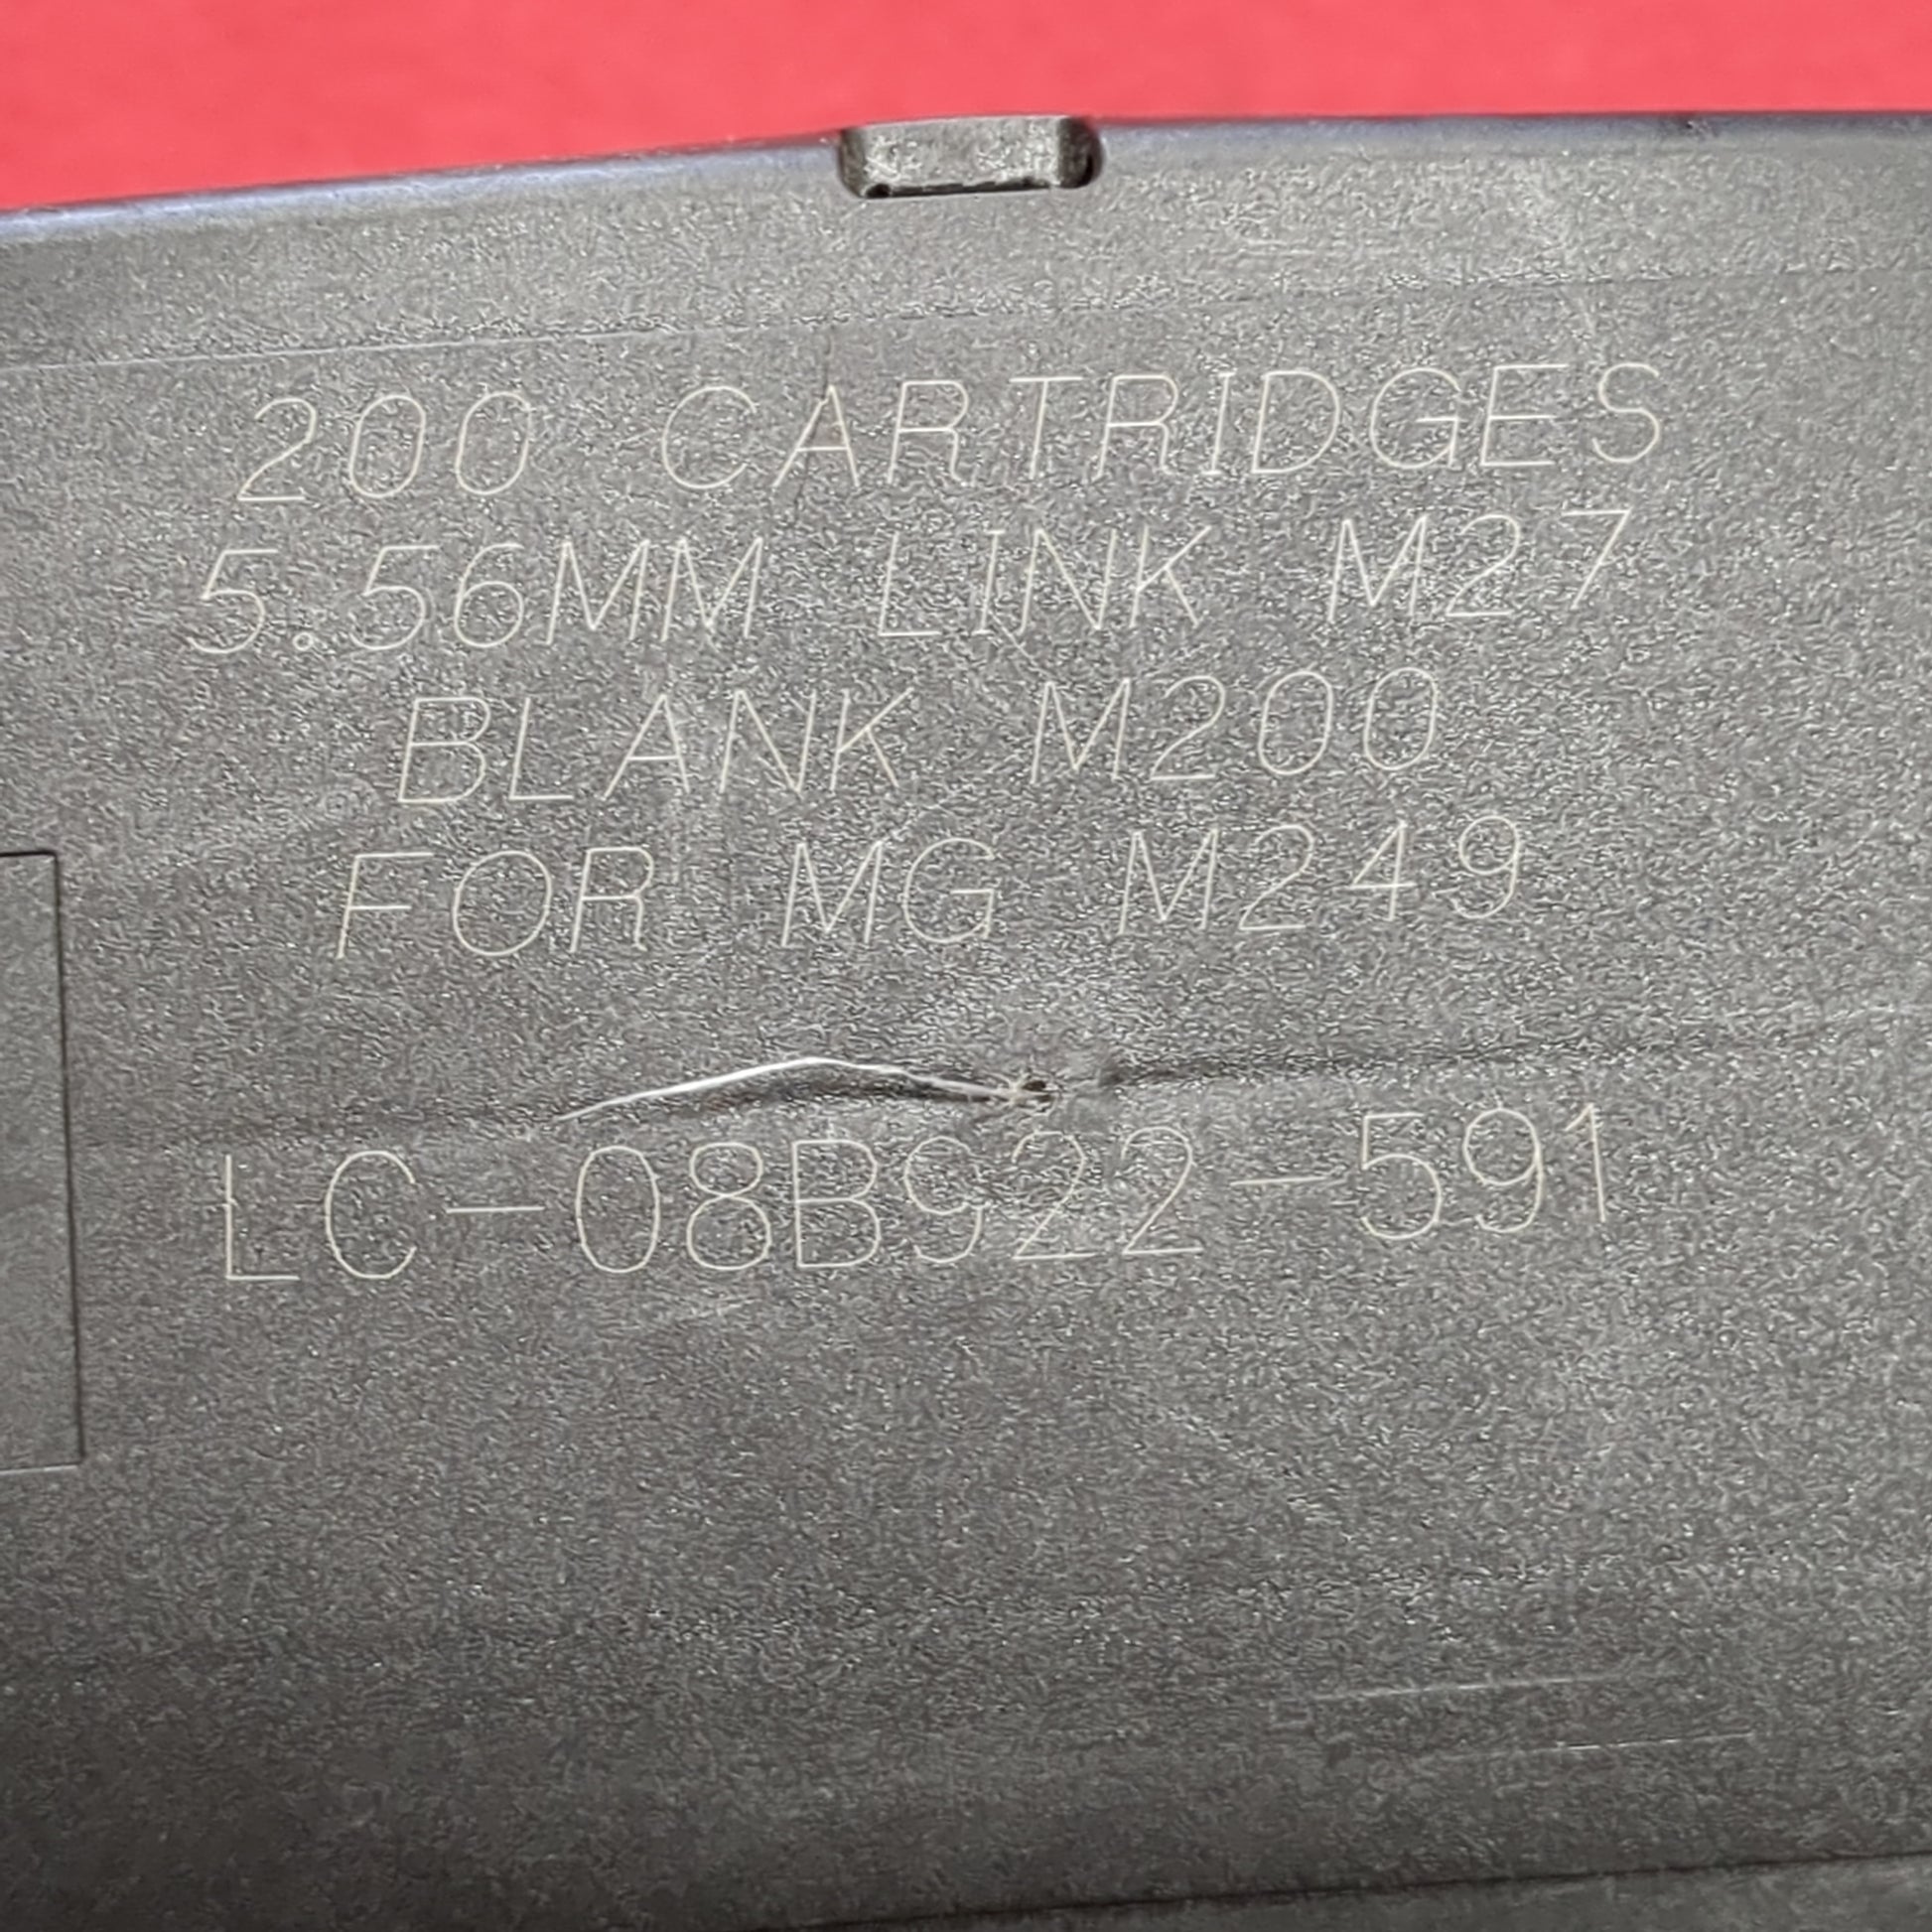 200 CARTRIDGES
5.56MM LINK M27
BLANK M200
FOR MG M249
LC-08B922-591